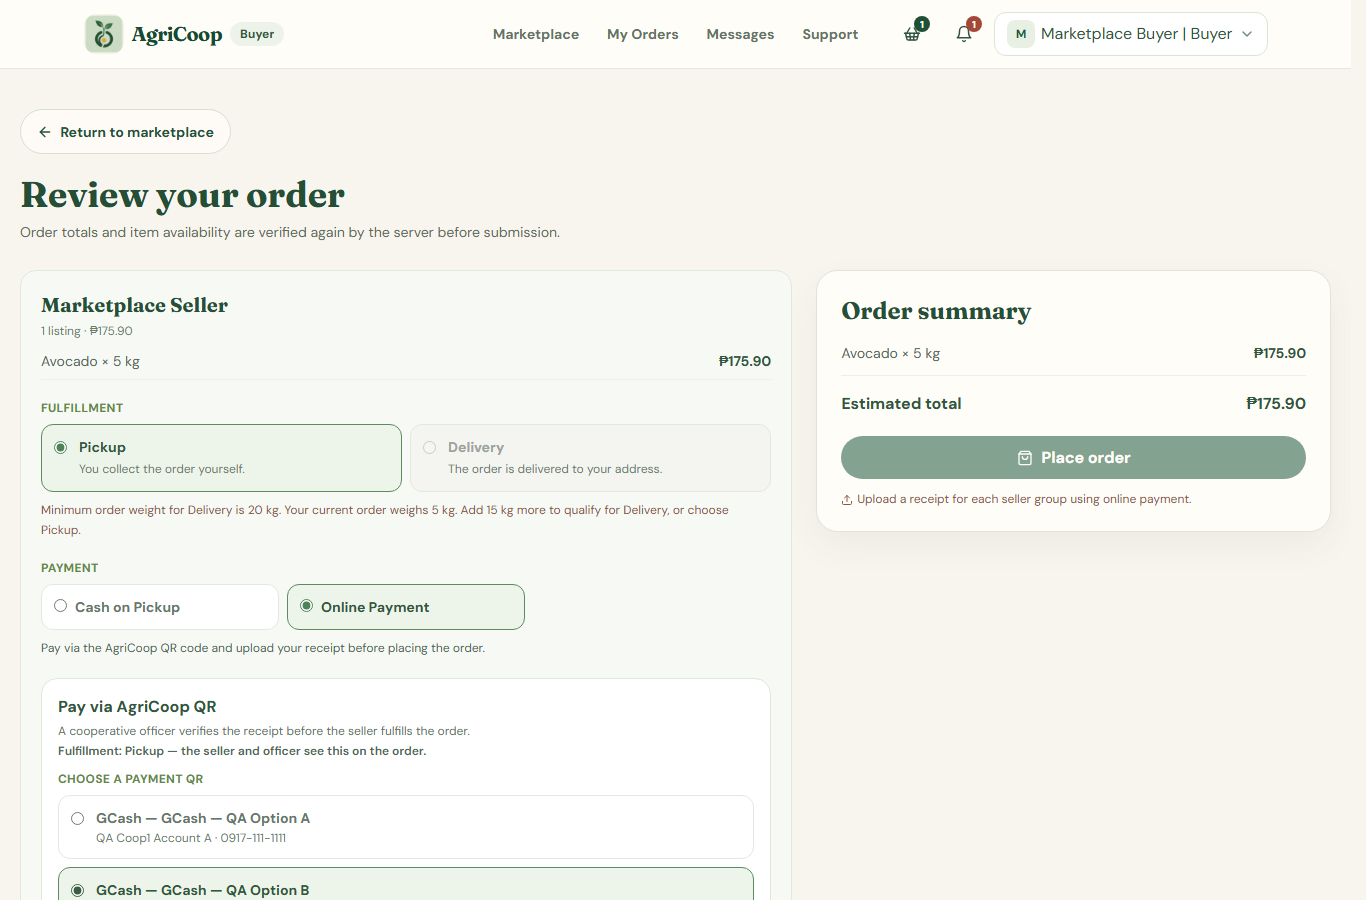 AgriCoop
Buyer
Marketplace
My Orders
Messages
Support
1
1
M
Marketplace Buyer | Buyer
Return to marketplace
Review your order
Order totals and item availability are verified again by the server before submission.
Marketplace Seller
1 listing · ₱175.90
Avocado × 5 kg
₱175.90
FULFILLMENT
Pickup
You collect the order yourself.
Delivery
The order is delivered to your address.
Minimum order weight for Delivery is 20 kg. Your current order weighs 5 kg. Add 15 kg more to qualify for Delivery, or choose
Pickup.
PAYMENT
Cash on Pickup
Online Payment
Pay via the AgriCoop QR code and upload your receipt before placing the order.
Pay via AgriCoop QR
A cooperative officer verifies the receipt before the seller fulfills the order.
Fulfillment: Pickup — the seller and officer see this on the order.
CHOOSE A PAYMENT QR
GCash — GCash — QA Option A
QA Coop1 Account A · 0917-111-1111
GCash — GCash — QA Option B
Order summary
Avocado × 5 kg
₱175.90
Estimated total
₱175.90
Place order
Upload a receipt for each seller group using online payment.